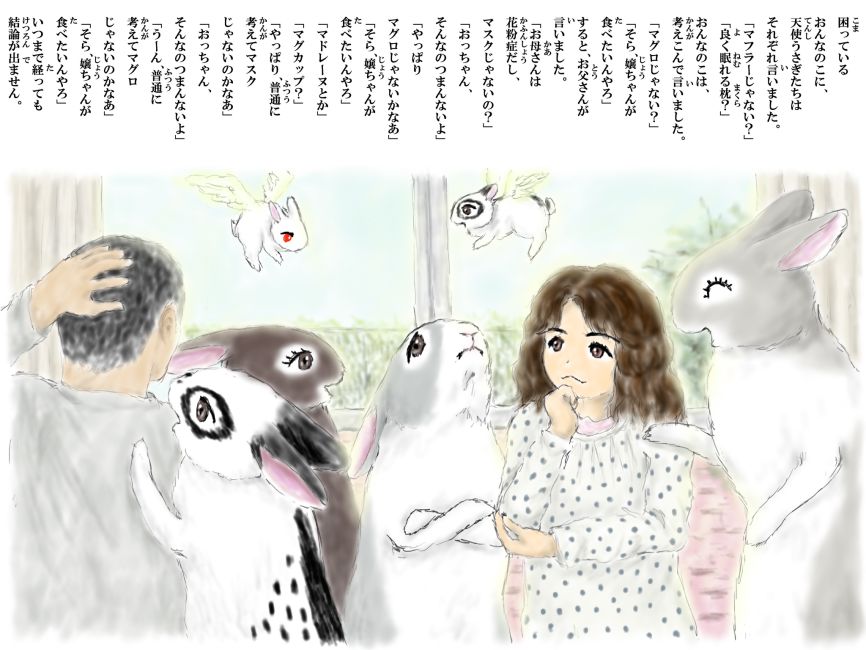 困っている
おんなのこに、
天使うさぎたちは
それぞれ言いました。
「マフラーじゃない？」
「良く眠れる枕？」
おんなのこは、
考えこんで言いました。
「マグロじゃない？」
「そら、嬢ちゃんが
食べたいんやろ」
すると、お父さんが
言いました。
「お母さんは
花粉症だし、
マスクじゃないの？」
「おっちゃん、
そんなのつまんないよ」
「やっぱり
マグロじゃないかなあ」
「そら、嬢ちゃんが
食べたいんやろ」
「マドレーヌとか」
「マグカップ？」
「やっぱり、普通に
考えてマスク
じゃないのかなあ」
「おっちゃん、
そんなのつまんないよ」
「うーん、普通に
考えてマグロ
じゃないのかなあ」
「そら、嬢ちゃんが
食べたいんやろ」
いつまで経っても
結論が出ません。